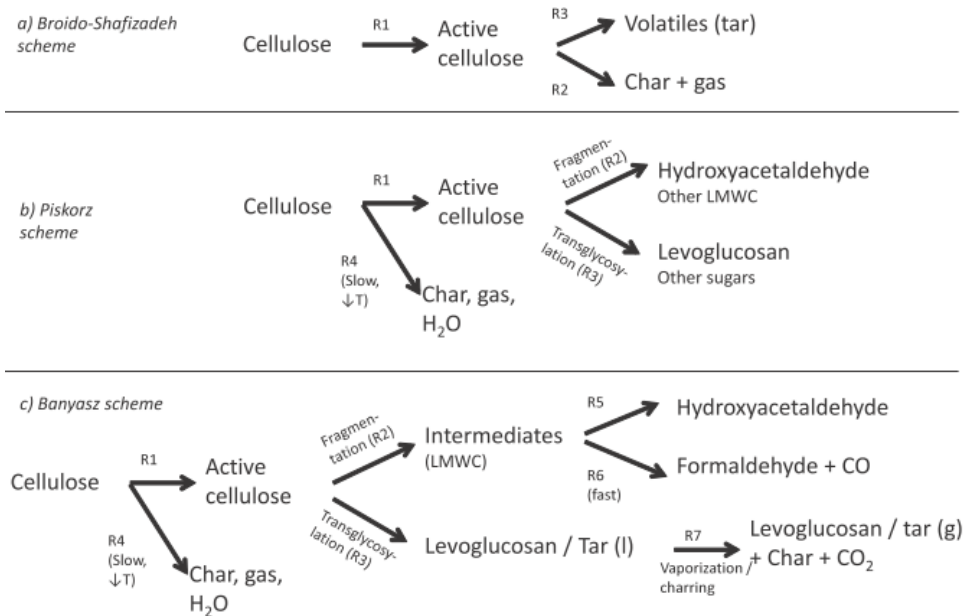 a) Broido-Shafizadeh
scheme
Cellulose
R1
Active
cellulose
R3
Volatiles (tar)
R2
Char + gas
b) Piskorz
scheme
Cellulose
R1
Active
cellulose
R4
(Slow,
↓T)
Char, gas,
H₂O
Fragmen-
tation (R2)
Hydroxyacetaldehyde
Other LMWC
Transglycosy-
lation (R3)
Levoglucosan
Other sugars
c) Banyasz scheme
Cellulose
R1
Active
cellulose
R4
(Slow,
↓T)
Char, gas,
H₂O
Fragmen-
tation (R2)
Intermediates
(LMWC)
R5
Hydroxyacetaldehyde
R6
(fast)
Formaldehyde + CO
Transglycosy-
lation (R3)
Levoglucosan / Tar (l)
R7
Vaporization /
charring
Levoglucosan / tar (g)
+ Char + CO₂